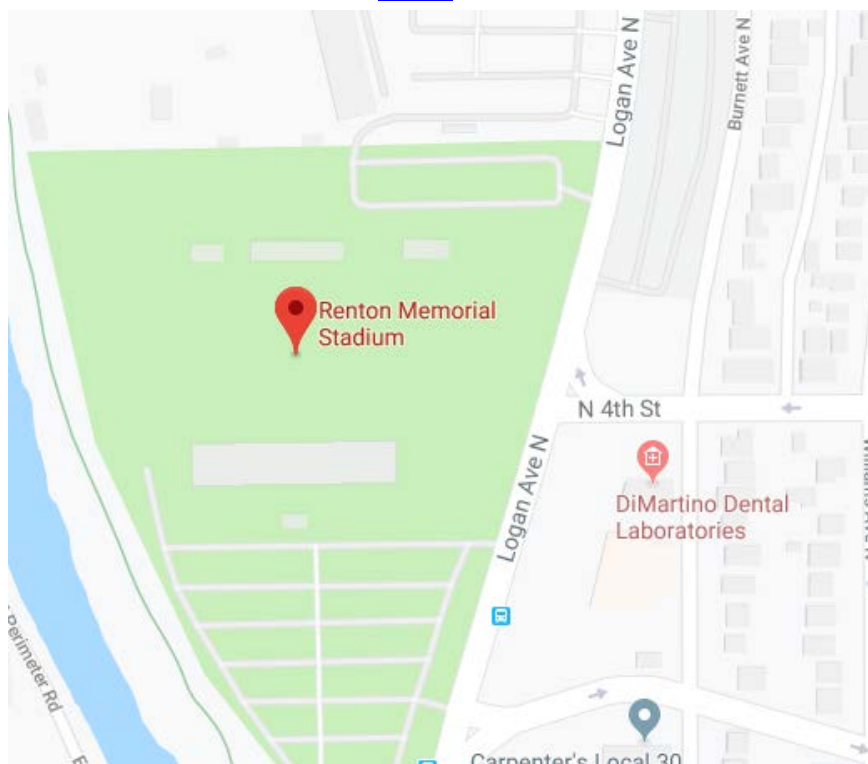 Logan Ave N
Burnett Ave N
Renton Memorial
Stadium
N 4th St
Logan Ave N
DiMartino Dental
Laboratories
Perimeter Rd
Carpenter's Local 30